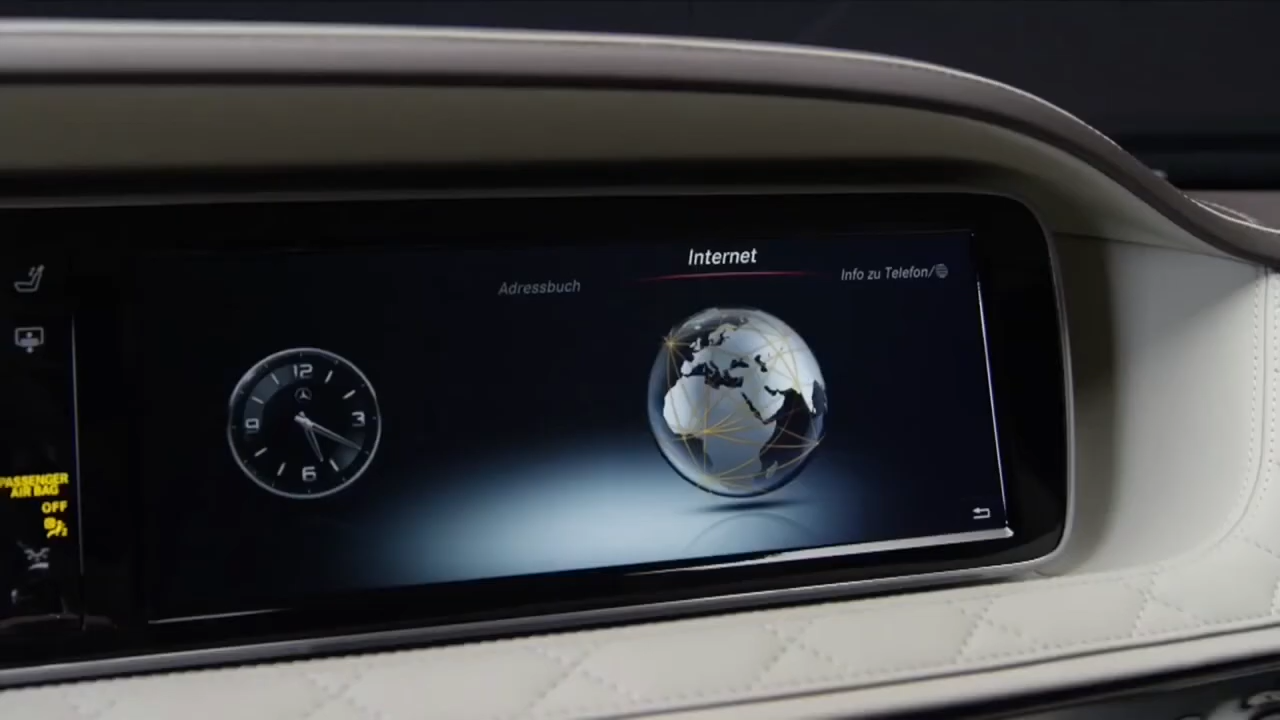 Internet
Adressbuch
Info zu Telefon/
12
3
6
9
PASSENGER
AIR BAG
OFF